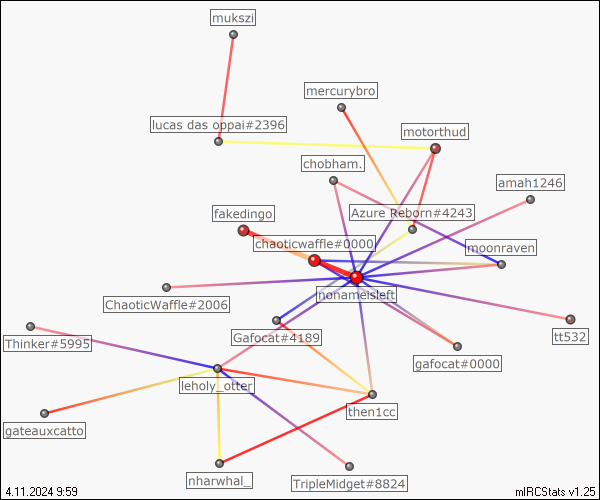 mukszi
mercurybro
lucas das oppai#2396
motorthud
chobham.
amah1246
fakedingo
Azure Reborn#4243
chaoticwaffle#0000
moonraven
nonameisleft
ChaoticWaffle#2006
Gafocat#4189
tt532
Thinker#5995
gafocat#0000
leholy_otter
then1cc
gateauxcatto
nharwhal_
TripleMidget#8824
4.11.2024 9:59
mIRCStats v1.25